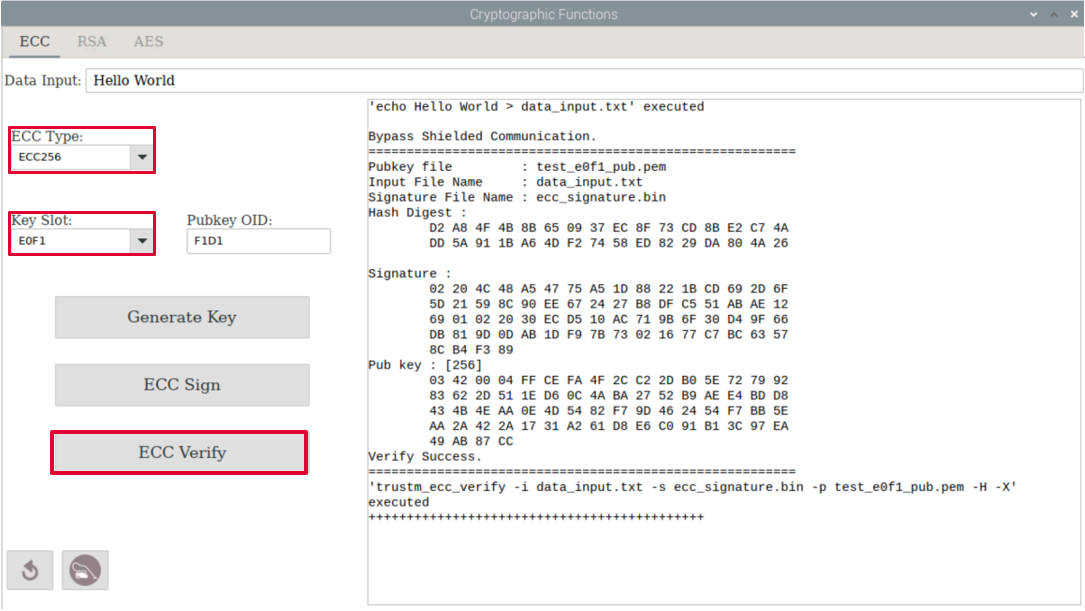 Cryptographic Functions
ECC RSA AES
Data Input: Hello World
ECC Type:
ECC256
Key Slot:
E0F1
Pubkey OID:
F1D1
Generate Key
ECC Sign
ECC Verify
'echo Hello World > data_input.txt' executed
Bypass Shielded Communication.
========================================================
Pubkey file         : test_e0f1_pub.pem
Input File Name     : data_input.txt
Signature File Name : ecc_signature.bin
Hash Digest :
D2 A8 4F 4B 8B 65 09 37 EC 8F 73 CD 8B E2 C7 4A
DD 5A 91 1B A6 4D F2 74 58 ED 82 29 DA 80 4A 26
Signature :
02 20 4C 48 A5 47 75 A5 1D 88 22 1B CD 69 2D 6F
5D 21 59 8C 90 EE 67 24 27 B8 DF C5 51 AB AE 12
69 01 02 20 30 EC D5 10 AC 71 9B 6F 30 D4 9F 66
DB 81 9D 0D AB 1D F9 7B 73 02 16 77 C7 BC 63 57
8C B4 F3 89
Pub key : [256]
03 42 00 04 FF CE FA 4F 2C C2 2D B0 5E 72 79 92
83 62 2D 51 1E D6 0C 4A BA 27 52 B9 AE E4 BD D8
43 4B 4E AA 0E 4D 54 82 F7 9D 46 24 54 F7 BB 5E
AA 2A 42 2A 17 31 A2 61 D8 E6 C0 91 B1 3C 97 EA
49 AB 87 CC
Verify Success.
========================================================
'trustm_ecc_verify -i data_input.txt -s ecc_signature.bin -p test_e0f1_pub.pem -H -X'
executed
++++++++++++++++++++++++++++++++++++++++++++